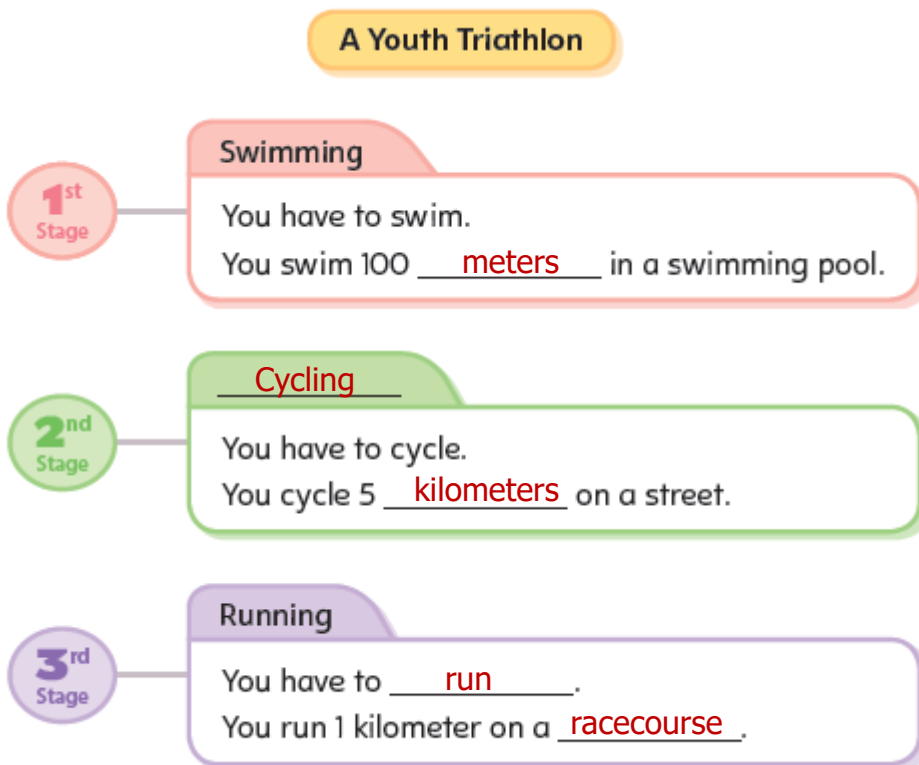 A Youth Triathlon
Swimming
1st
Stage
You have to swim.
You swim 100 meters in a swimming pool.
Cycling
2nd
Stage
You have to cycle.
You cycle 5 kilometers on a street.
Running
3rd
Stage
You have to run.
You run 1 kilometer on a racecourse.